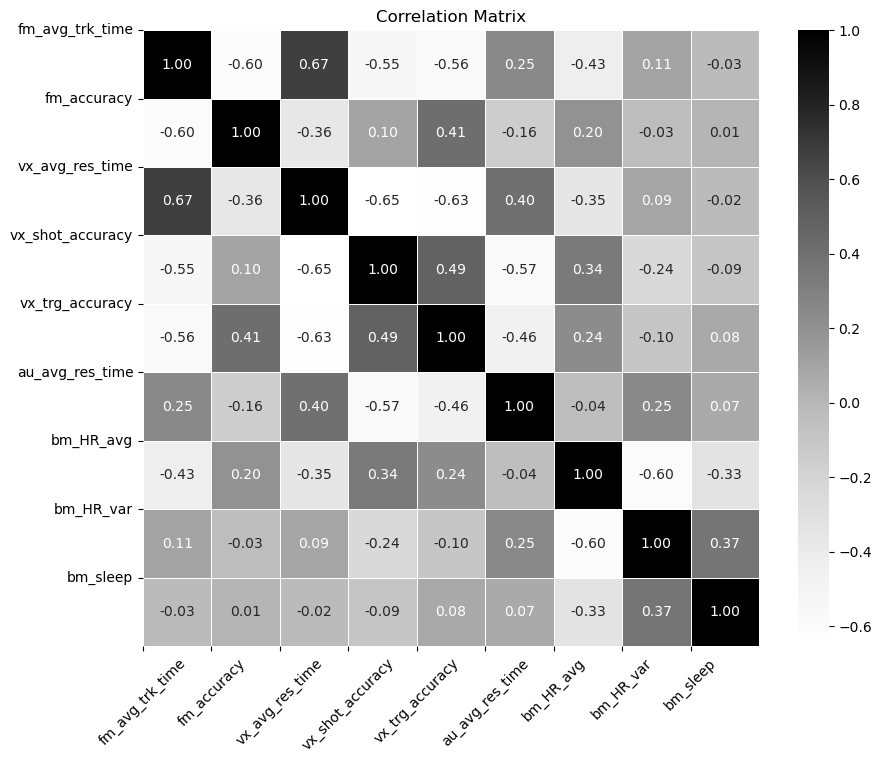 Correlation Matrix
fm_avg_trk_time
1.00 -0.60 0.67 -0.55 -0.56 0.25 -0.43 0.11 -0.03
fm_accuracy
-0.60 1.00 -0.36 0.10 0.41 -0.16 0.20 -0.03 0.01
vx_avg_res_time
0.67 -0.36 1.00 -0.65 -0.63 0.40 -0.35 0.09 -0.02
vx_shot_accuracy
-0.55 0.10 -0.65 1.00 0.49 -0.57 0.34 -0.24 -0.09
vx_trg_accuracy
-0.56 0.41 -0.63 0.49 1.00 -0.46 0.24 -0.10 0.08
au_avg_res_time
0.25 -0.16 0.40 -0.57 -0.46 1.00 -0.04 0.25 0.07
bm_HR_avg
-0.43 0.20 -0.35 0.34 0.24 -0.04 1.00 -0.60 -0.33
bm_HR_var
0.11 -0.03 0.09 -0.24 -0.10 0.25 -0.60 1.00 0.37
bm_sleep
-0.03 0.01 -0.02 -0.09 0.08 0.07 -0.33 0.37 1.00
fm_avg_trk_time fm_accuracy vx_avg_res_time vx_shot_accuracy vx_trg_accuracy au_avg_res_time bm_HR_avg bm_HR_var bm_sleep
1.0
0.8
0.6
0.4
0.2
0.0
−0.2
−0.4
−0.6